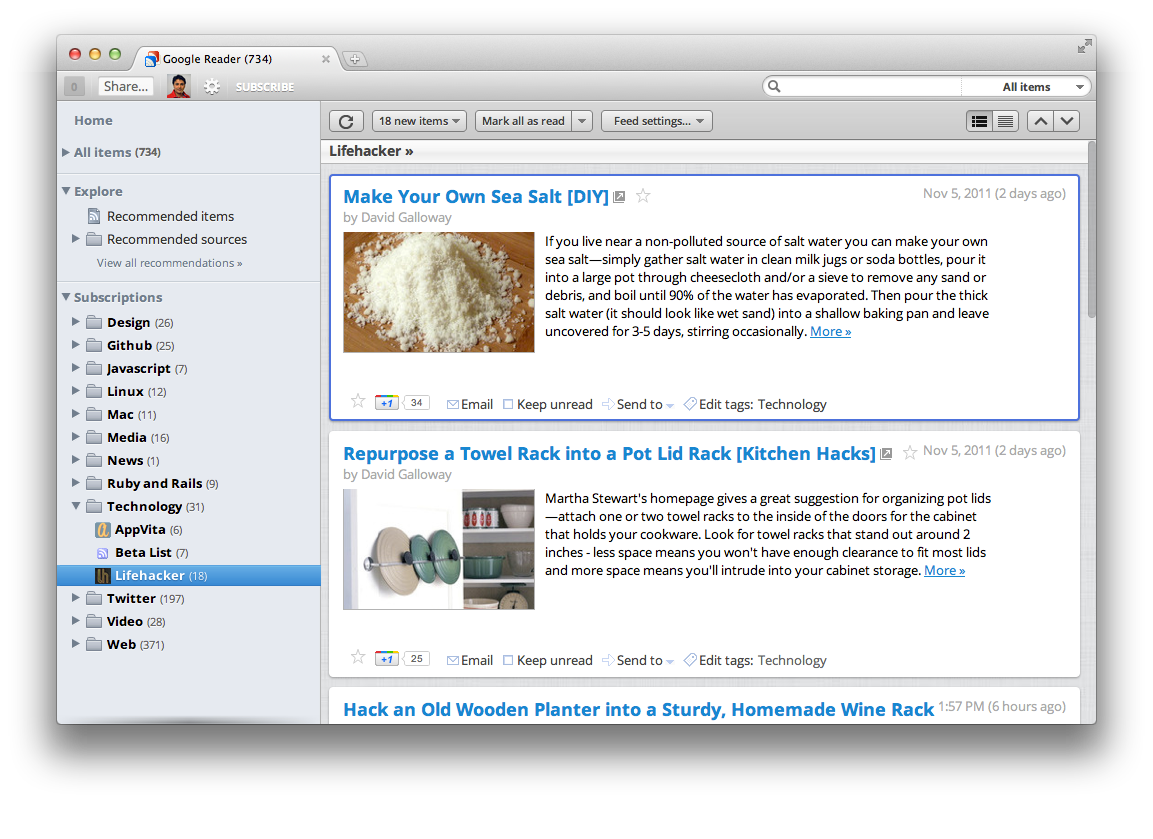 Google Reader (734)
0 Share... SUBSCRIBE All items
Home
All items (734)
Explore
Recommended items
Recommended sources
View all recommendations »
Subscriptions
Design (26)
Github (25)
Javascript (7)
Linux (12)
Mac (11)
Media (16)
News (1)
Ruby and Rails (9)
Technology (31)
AppVita (6)
Beta List (7)
Lifehacker (18)
Twitter (197)
Video (28)
Web (371)
18 new items Mark all as read Feed settings...
Lifehacker »
Make Your Own Sea Salt [DIY] Nov 5, 2011 (2 days ago)
by David Galloway
If you live near a non-polluted source of salt water you can make your own
sea salt—simply gather salt water in clean milk jugs or soda bottles, pour it
into a large pot through cheesecloth and/or a sieve to remove any sand or
debris, and boil until 90% of the water has evaporated. Then pour the thick
salt water (it should look like wet sand) into a shallow baking pan and leave
uncovered for 3-5 days, stirring occasionally. More »
+1 34 Email Keep unread Send to Edit tags: Technology
Repurpose a Towel Rack into a Pot Lid Rack [Kitchen Hacks] Nov 5, 2011 (2 days ago)
by David Galloway
Martha Stewart's homepage gives a great suggestion for organizing pot lids
—attach one or two towel racks to the inside of the doors for the cabinet
that holds your cookware. Look for towel racks that stand out around 2
inches - less space means you won't have enough clearance to fit most lids
and more space means you'll intrude into your cabinet storage. More »
+1 25 Email Keep unread Send to Edit tags: Technology
Hack an Old Wooden Planter into a Sturdy, Homemade Wine Rack 1:57 PM (6 hours ago)